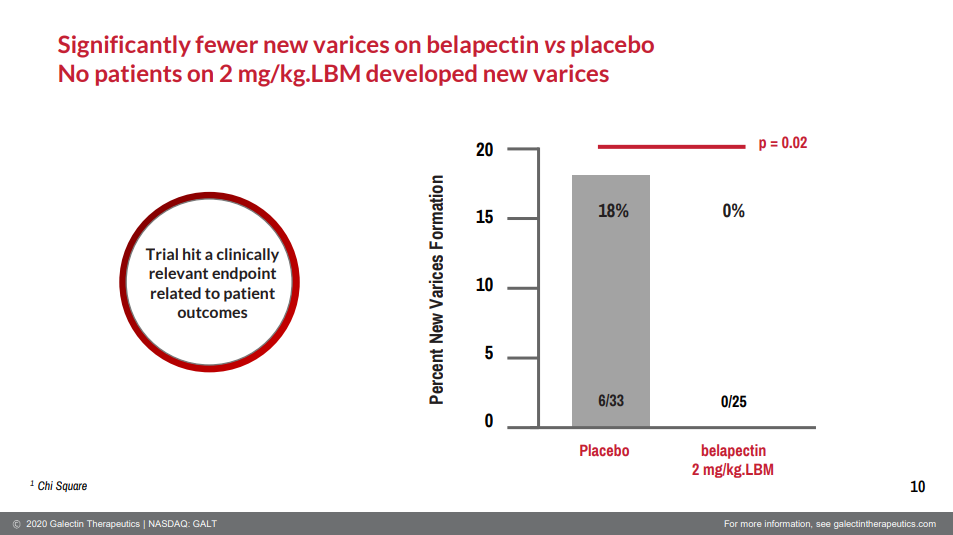 Significantly fewer new varices on belapectin vs placebo
No patients on 2 mg/kg.LBM developed new varices
Trial hit a clinically
relevant endpoint
related to patient
outcomes
Percent New Varices Formation
20
15
10
5
0
p = 0.02
18%
0%
6/33
0/25
Placebo
belapectin
2 mg/kg.LBM
1 Chi Square
10
© 2020 Galectin Therapeutics | NASDAQ: GALT
For more information, see galectintherapeutics.com